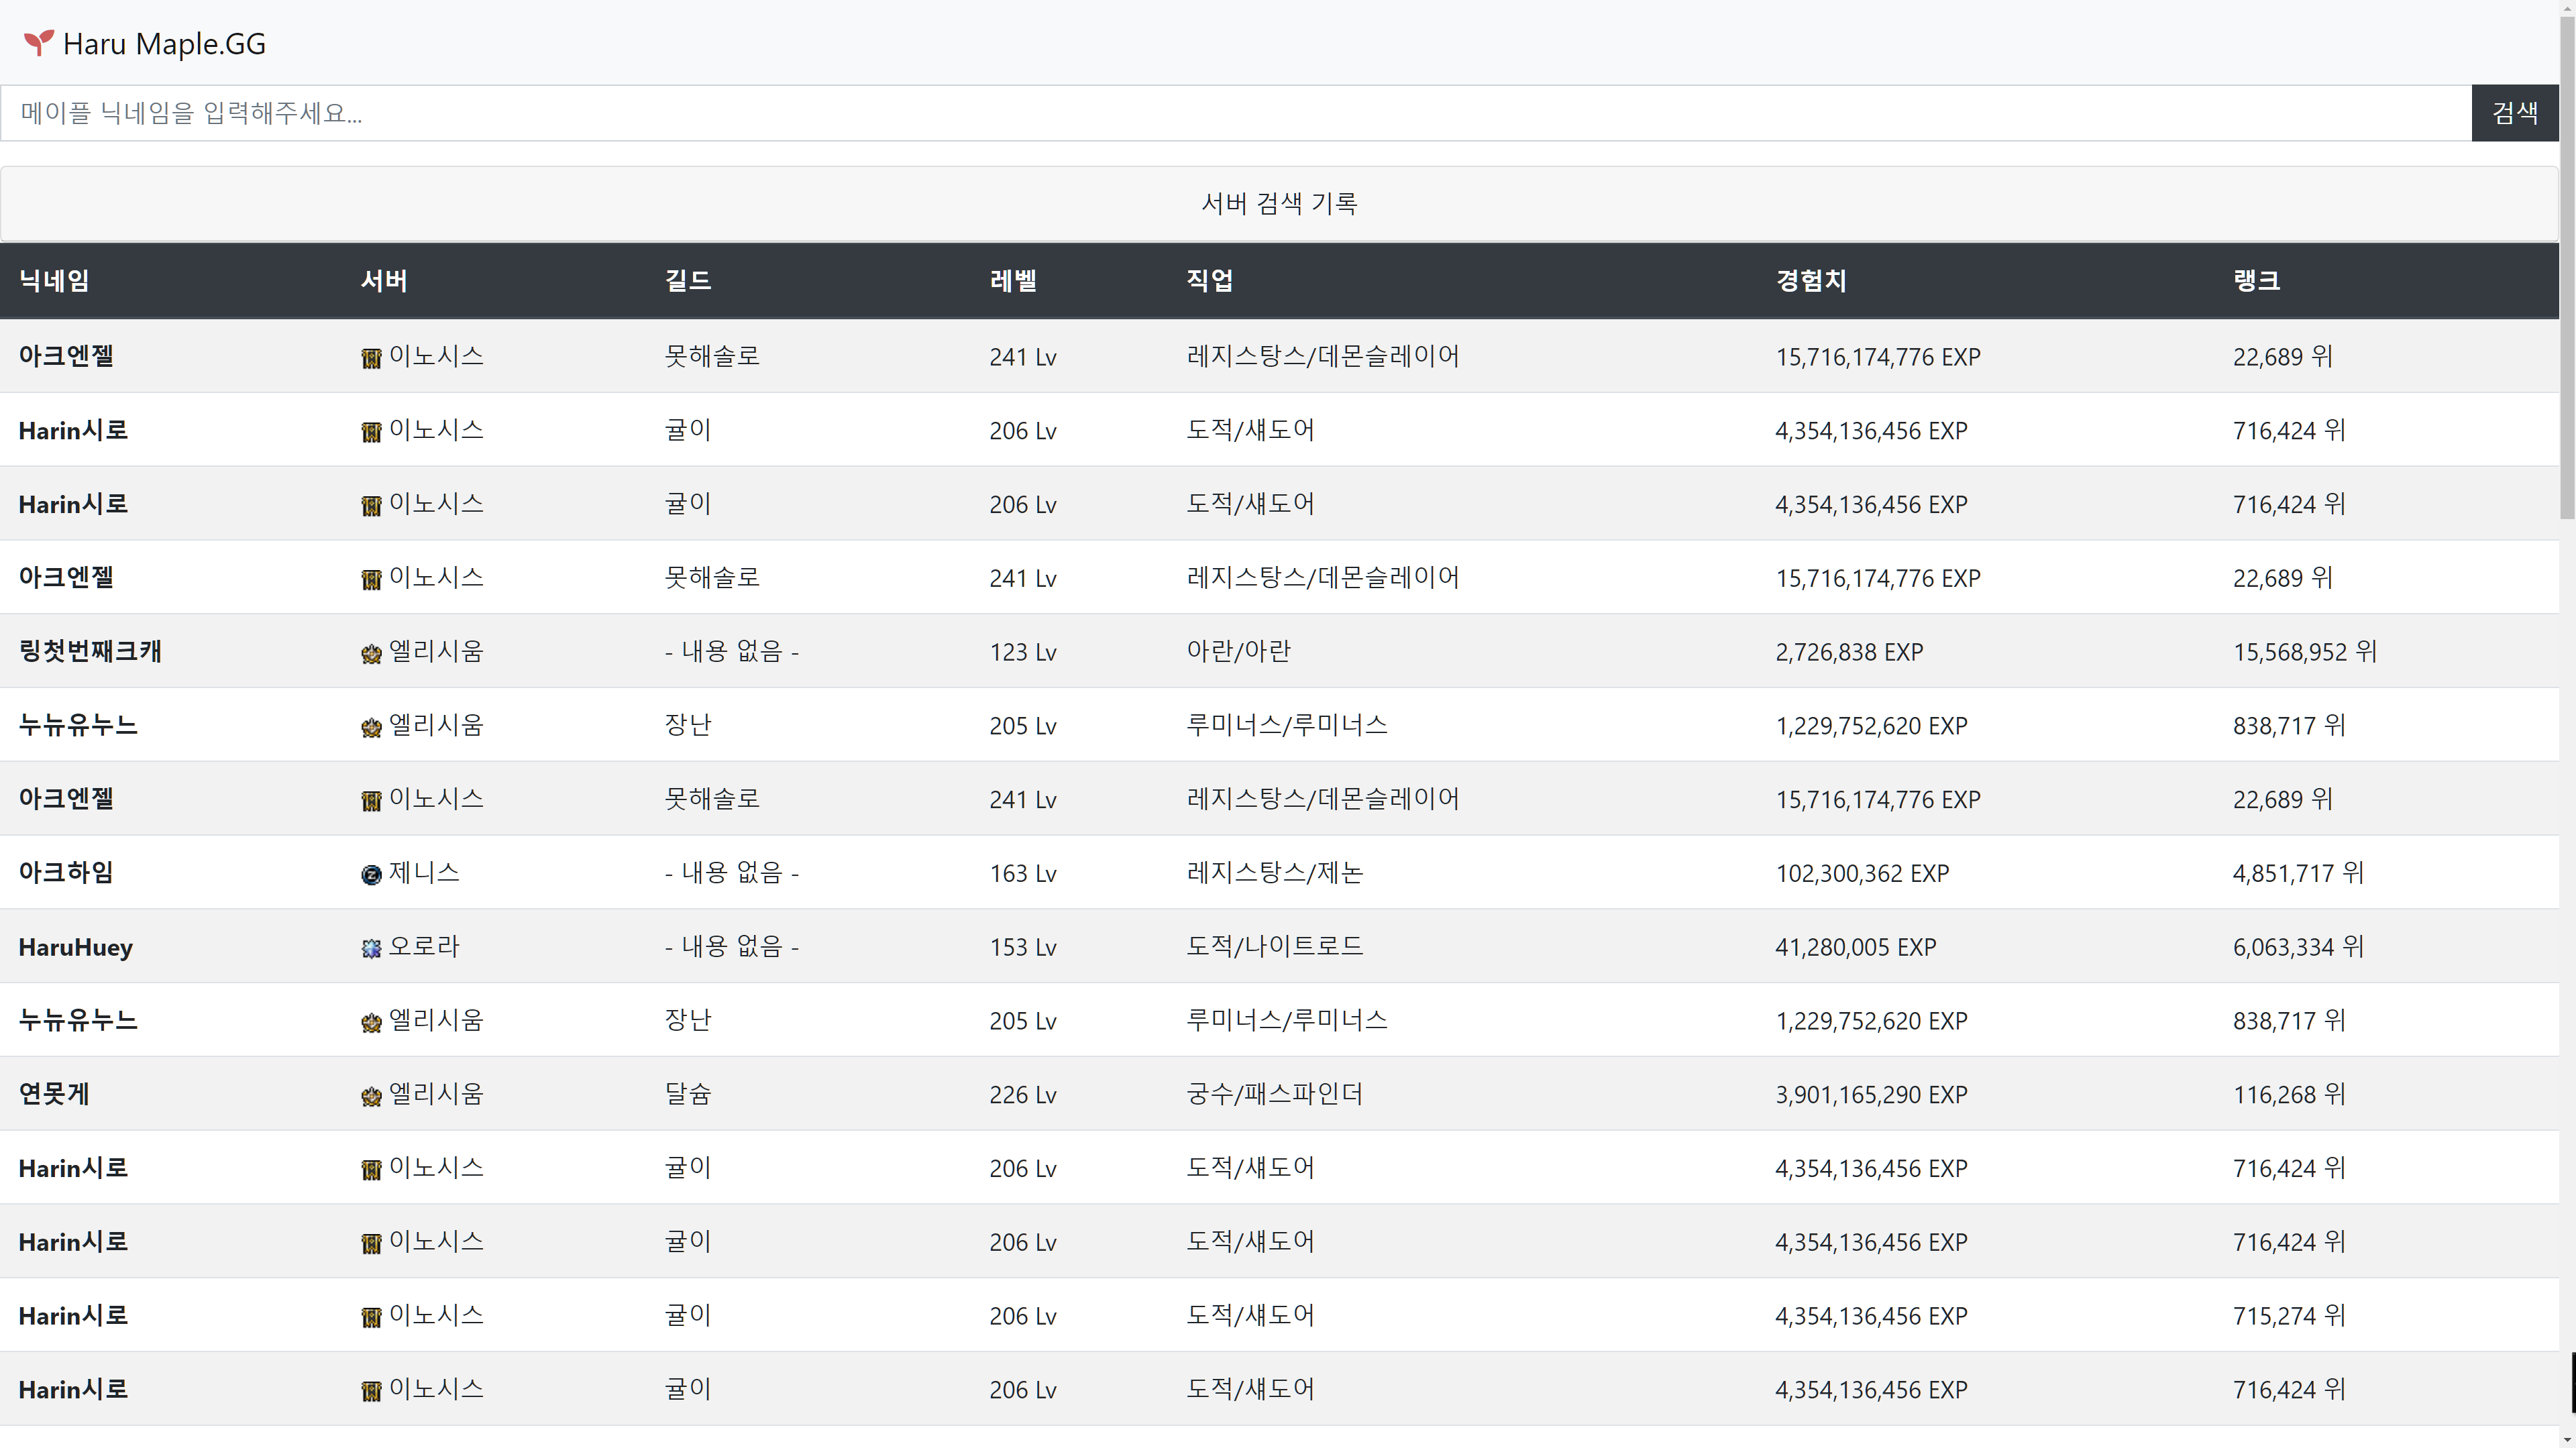 Haru Maple.GG
메이플 닉네임을 입력해주세요... 검색
서버 검색 기록
닉네임 서버 길드 레벨 직업 경험치 랭크
아크엔젤 이노시스 못해솔로 241 Lv 레지스탕스/데몬슬레이어 15,716,174,776 EXP 22,689 위
Harin시로 이노시스 귤이 206 Lv 도적/섀도어 4,354,136,456 EXP 716,424 위
Harin시로 이노시스 귤이 206 Lv 도적/섀도어 4,354,136,456 EXP 716,424 위
아크엔젤 이노시스 못해솔로 241 Lv 레지스탕스/데몬슬레이어 15,716,174,776 EXP 22,689 위
링첫번째크캐 엘리시움 - 내용 없음 - 123 Lv 아란/아란 2,726,838 EXP 15,568,952 위
누뉴유누느 엘리시움 장난 205 Lv 루미너스/루미너스 1,229,752,620 EXP 838,717 위
아크엔젤 이노시스 못해솔로 241 Lv 레지스탕스/데몬슬레이어 15,716,174,776 EXP 22,689 위
아크하임 제니스 - 내용 없음 - 163 Lv 레지스탕스/제논 102,300,362 EXP 4,851,717 위
HaruHuey 오로라 - 내용 없음 - 153 Lv 도적/나이트로드 41,280,005 EXP 6,063,334 위
누뉴유누느 엘리시움 장난 205 Lv 루미너스/루미너스 1,229,752,620 EXP 838,717 위
연못게 엘리시움 달슘 226 Lv 궁수/패스파인더 3,901,165,290 EXP 116,268 위
Harin시로 이노시스 귤이 206 Lv 도적/섀도어 4,354,136,456 EXP 716,424 위
Harin시로 이노시스 귤이 206 Lv 도적/섀도어 4,354,136,456 EXP 716,424 위
Harin시로 이노시스 귤이 206 Lv 도적/섀도어 4,354,136,456 EXP 715,274 위
Harin시로 이노시스 귤이 206 Lv 도적/섀도어 4,354,136,456 EXP 716,424 위